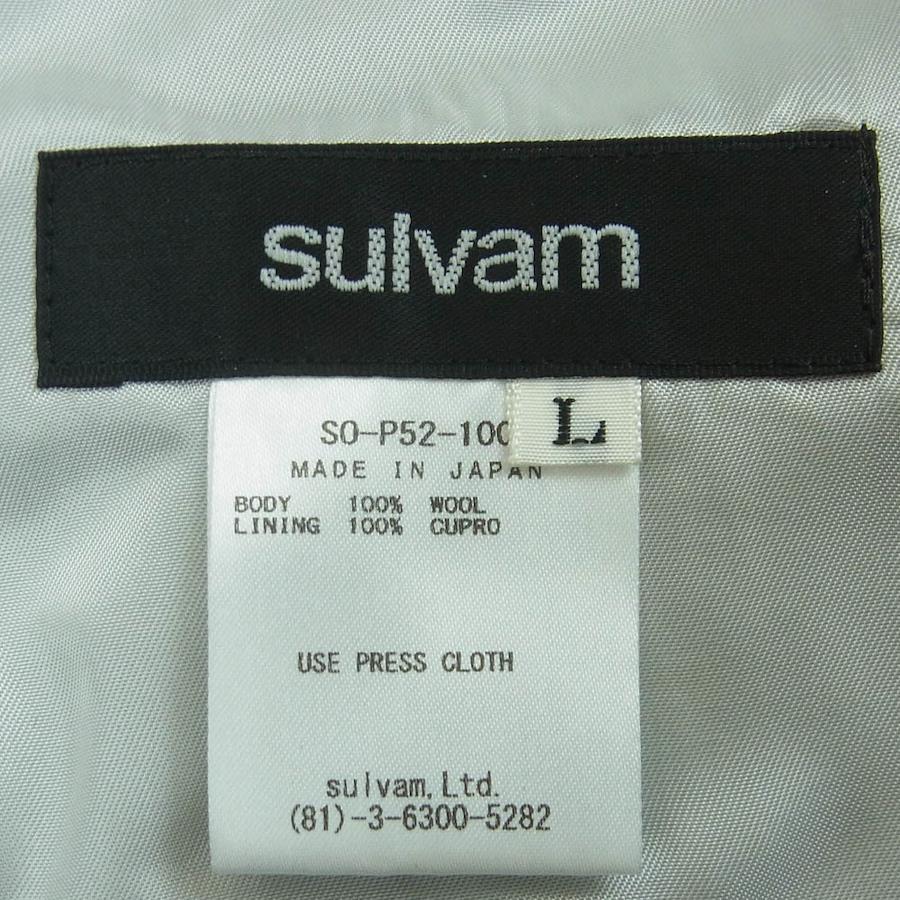 sulvam
L
SO-P52-100
MADE IN JAPAN
BODY 100% WOOL
LINING 100% CUPRO
USE PRESS CLOTH
sulvam,Ltd.
(81)-3-6300-5282